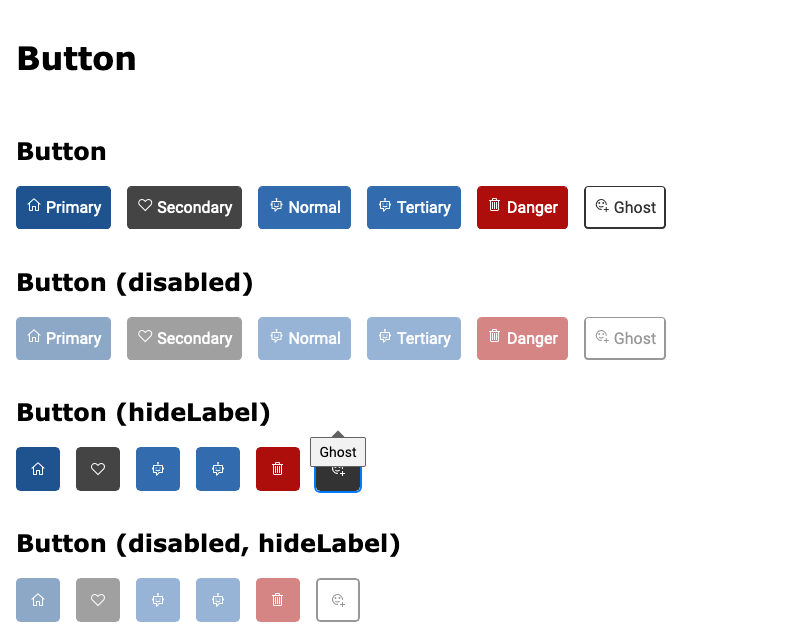 Button
Button
Primary Secondary Normal Tertiary Danger Ghost
Button (disabled)
Primary Secondary Normal Tertiary Danger Ghost
Button (hideLabel)
Ghost
Button (disabled, hideLabel)